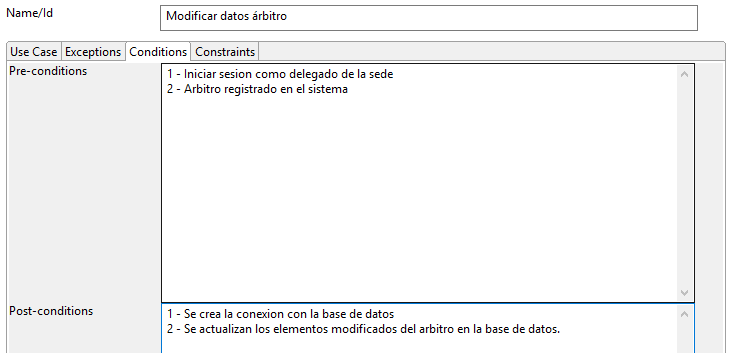 Name/Id
Modificar datos árbitro
Use Case Exceptions Conditions Constraints
Pre-conditions
1 - Iniciar sesion como delegado de la sede
2 - Arbitro registrado en el sistema
Post-conditions
1 - Se crea la conexion con la base de datos
2 - Se actualizan los elementos modificados del arbitro en la base de datos.